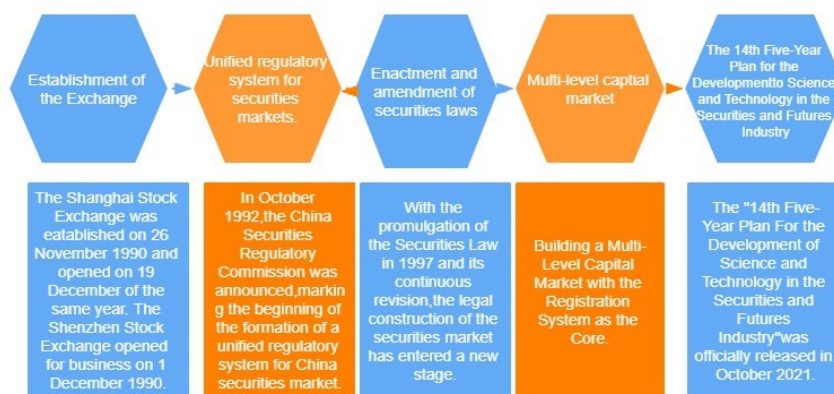 Establishment of
the Exchange
Unified regulatory
system for
securities
markets.
Enactment and
amendment of
securities laws
Multi-level captial
market
The 14th Five-Year
Plan for the
Developmentto Science
and Technology in the
Securities and Futures
Industry
The Shanghai Stock
Exchange was
eatablished on 26
November 1990 and
opened on 19
December of the
same year. The
Shenzhen Stock
Exchange opened
for business on 1
December 1990.
In October
1992,the China
Securities
Regulatory
Commission was
announced,markin
g the beginning of
the formation of a
unified regulatory
system for China
securities market.
With the
promulgation of
the Securities Law
in 1997 and its
continuous
revision,the legal
construction of the
securities market
has entered a new
stage.
Building a Multi-
Level Capital
Market with the
Registration
System as the
Core.
The "14th Five-
Year Plan For the
Development of
Science and
Technology in the
Securities and
Futures
Industry"was
officially released in
October 2021.